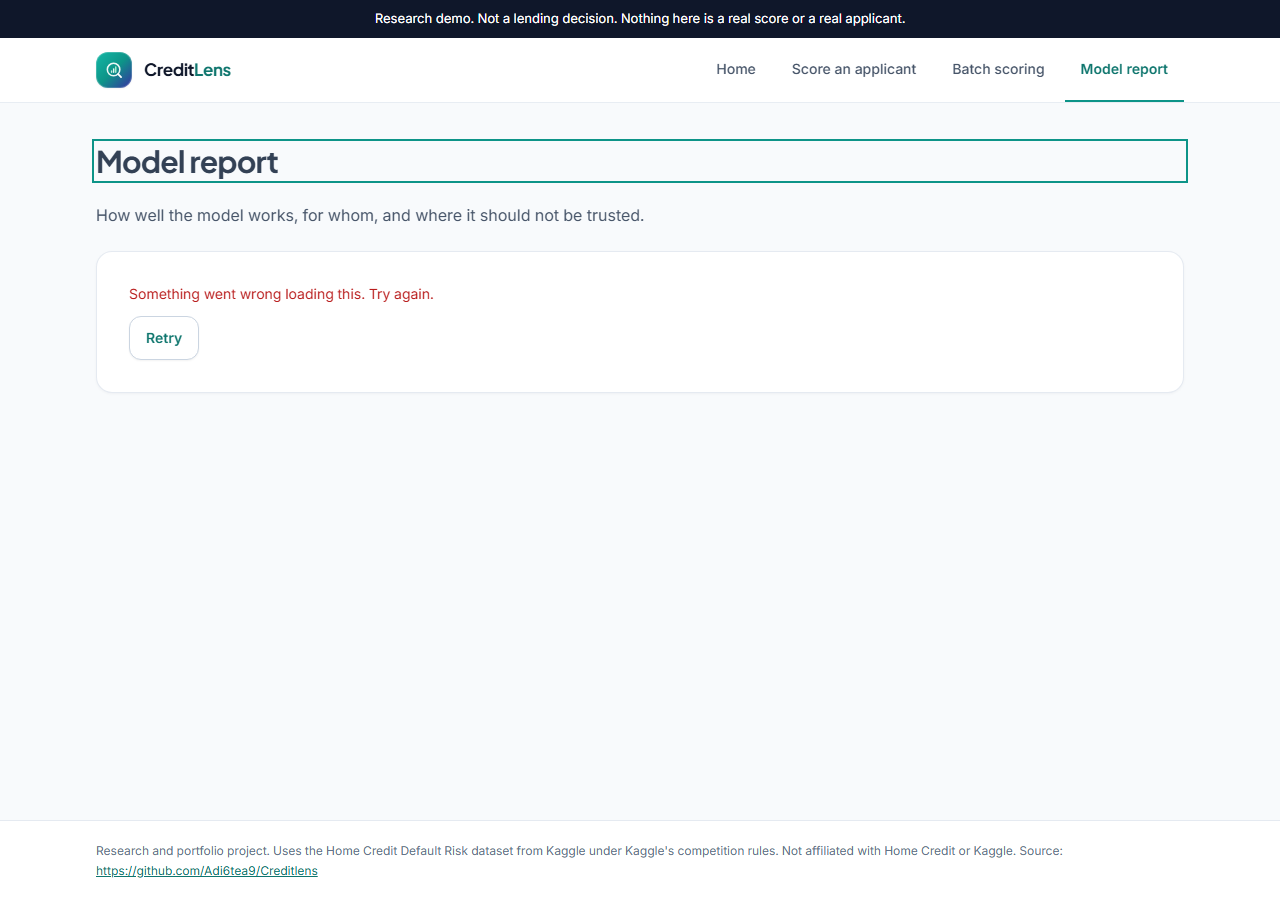 Research demo. Not a lending decision. Nothing here is a real score or a real applicant.
CreditLens
Home
Score an applicant
Batch scoring
Model report
Model report
How well the model works, for whom, and where it should not be trusted.
Something went wrong loading this. Try again.
Retry
Research and portfolio project. Uses the Home Credit Default Risk dataset from Kaggle under Kaggle's competition rules. Not affiliated with Home Credit or Kaggle. Source:
https://github.com/Adi6tea9/Creditlens